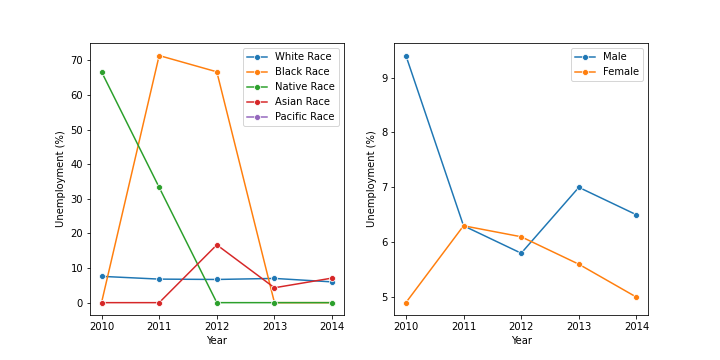 70
60
50
40
30
20
10
0
Unemployment (%)
2010 2011 2012 2013 2014
Year
White Race
Black Race
Native Race
Asian Race
Pacific Race
9
8
7
6
5
Unemployment (%)
2010 2011 2012 2013 2014
Year
Male
Female